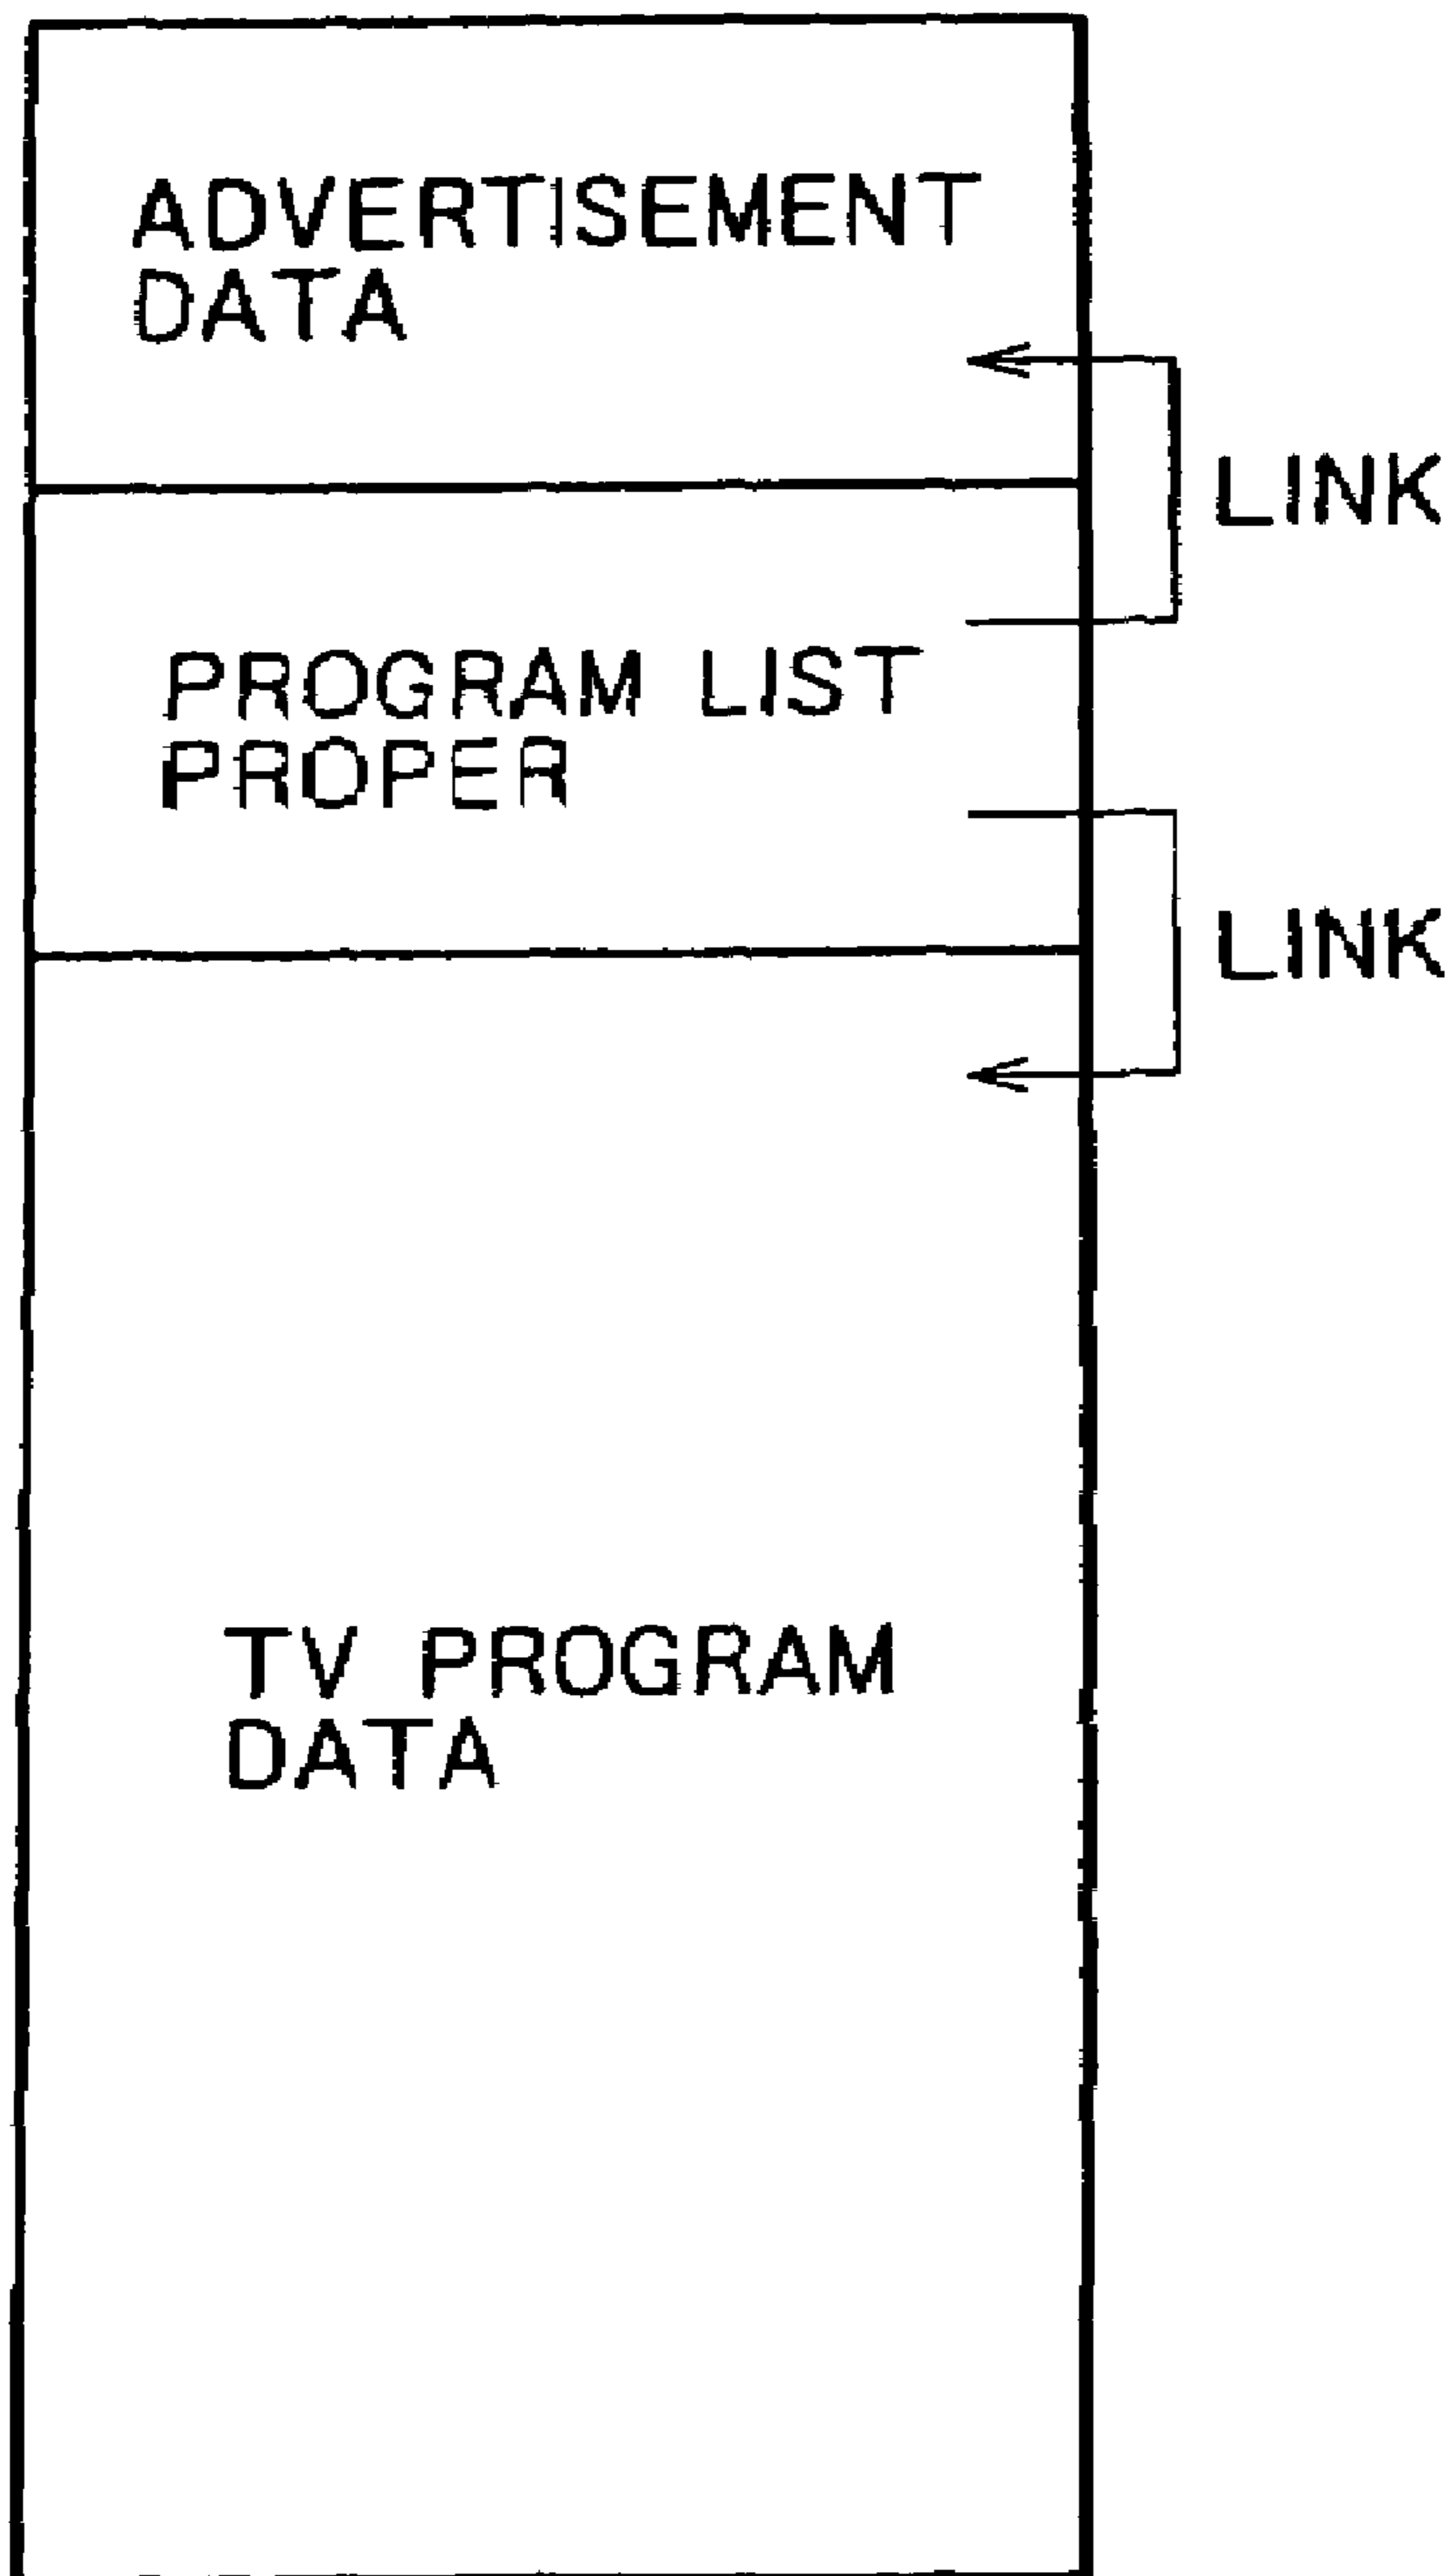 ADVERTISEMENT
DATA
LINK
PROGRAM LIST
PROPER
LINK
TV PROGRAM
DATA